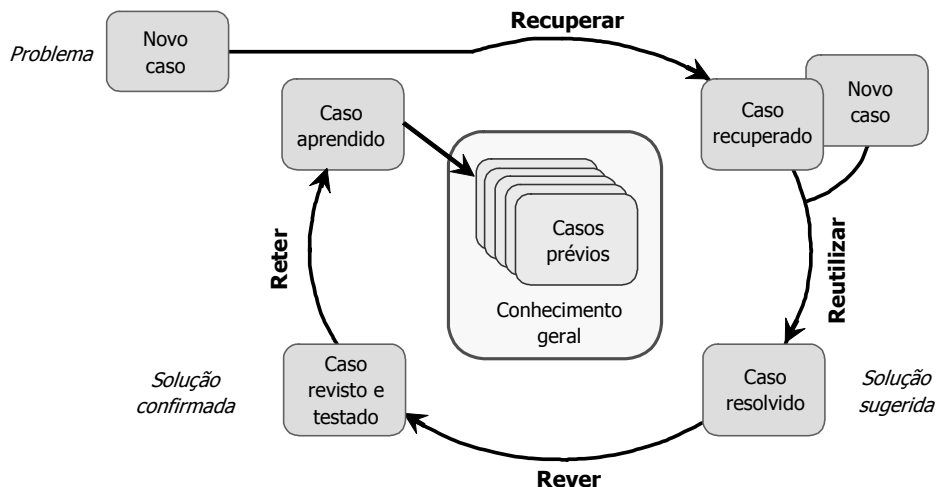 Recuperar
Problema
Novo
caso
Caso
recuperado
Novo
caso
Caso
aprendido
Casos
prévios
Conhecimento
geral
Reter
Reutilizar
Solução
confirmada
Caso
revisto e
testado
Caso
resolvido
Solução
sugerida
Rever